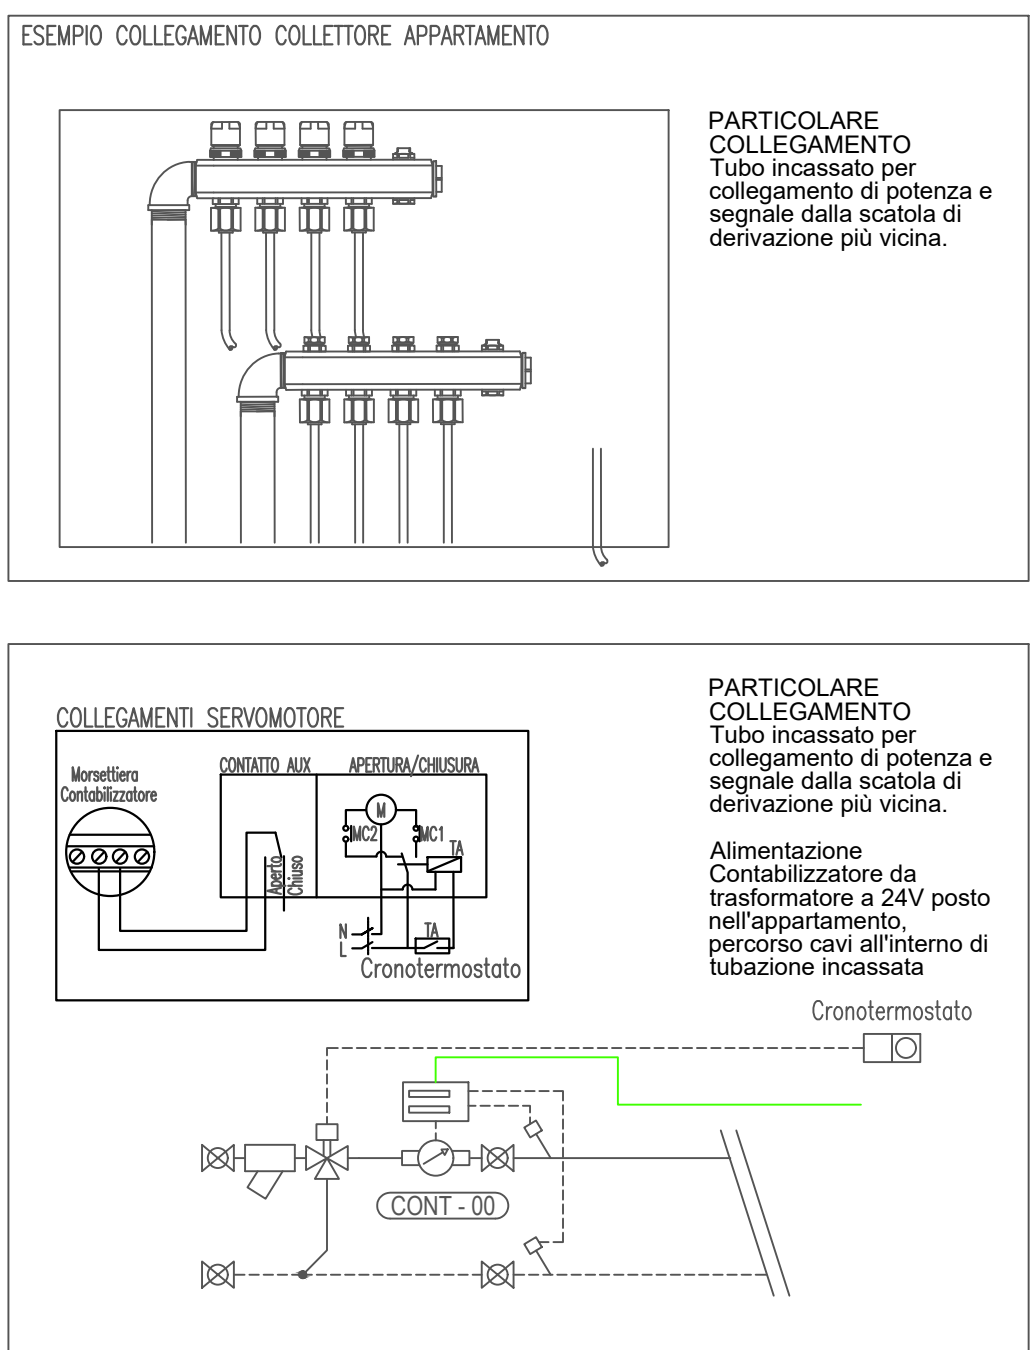 ESEMPIO COLLEGAMENTO COLLETTORE APPARTAMENTO
PARTICOLARE
COLLEGAMENTO
Tubo incassato per
collegamento di potenza e
segnale dalla scatola di
derivazione più vicina.
PARTICOLARE
COLLEGAMENTO
Tubo incassato per
collegamento di potenza e
segnale dalla scatola di
derivazione più vicina.
Alimentazione
Contabilizzatore da
trasformatore a 24V posto
nell'appartamento,
percorso cavi all'interno di
tubazione incassata
COLLEGAMENTI SERVOMOTORE
Morsettiera
Contabilizzatore
CONTATTO AUX
APERTURA/CHIUSURA
M
MC2
MC1
TA
Aperto
Chiuso
N
L
TA
Cronotermostato
Cronotermostato
CONT - 00